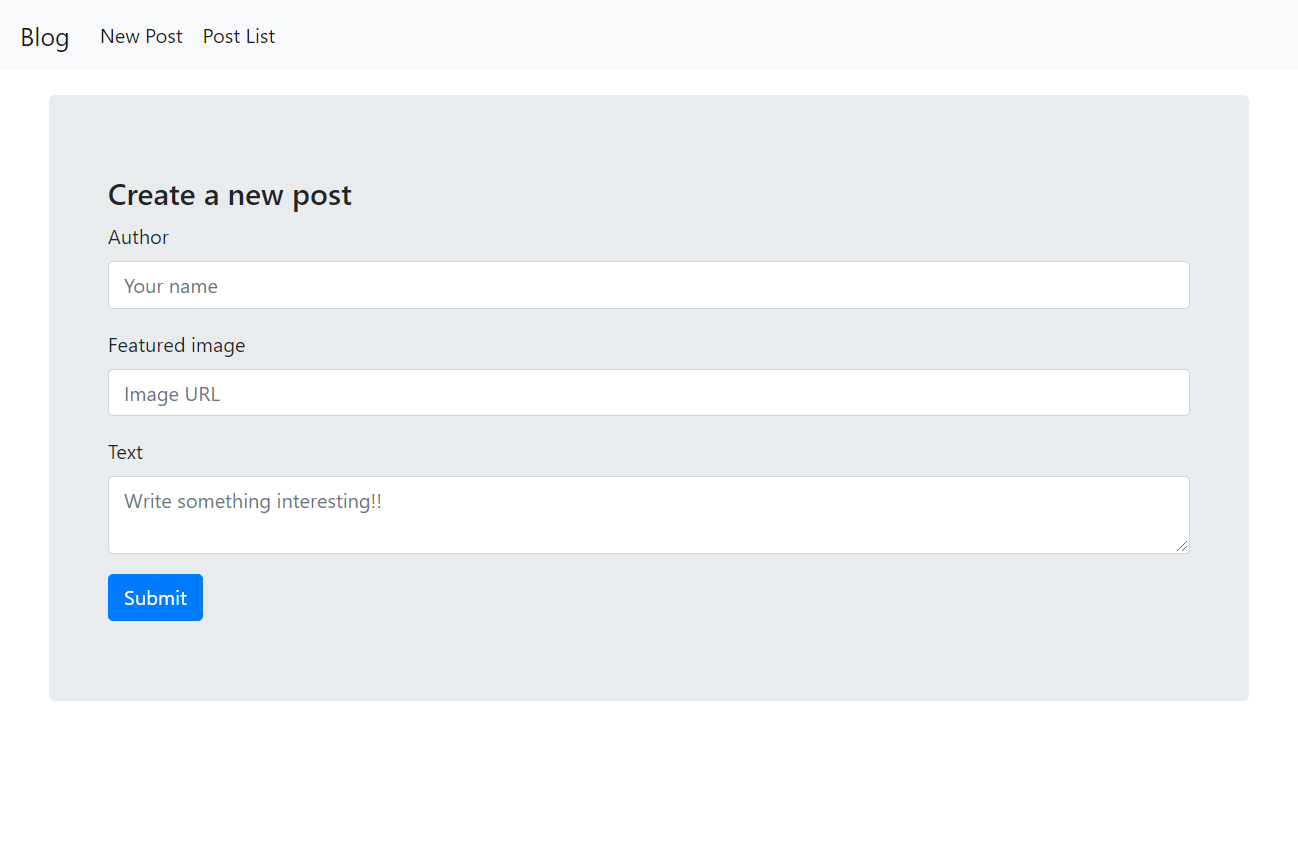 Blog New Post Post List
Create a new post
Author
Your name
Featured image
Image URL
Text
Write something interesting!!
Submit